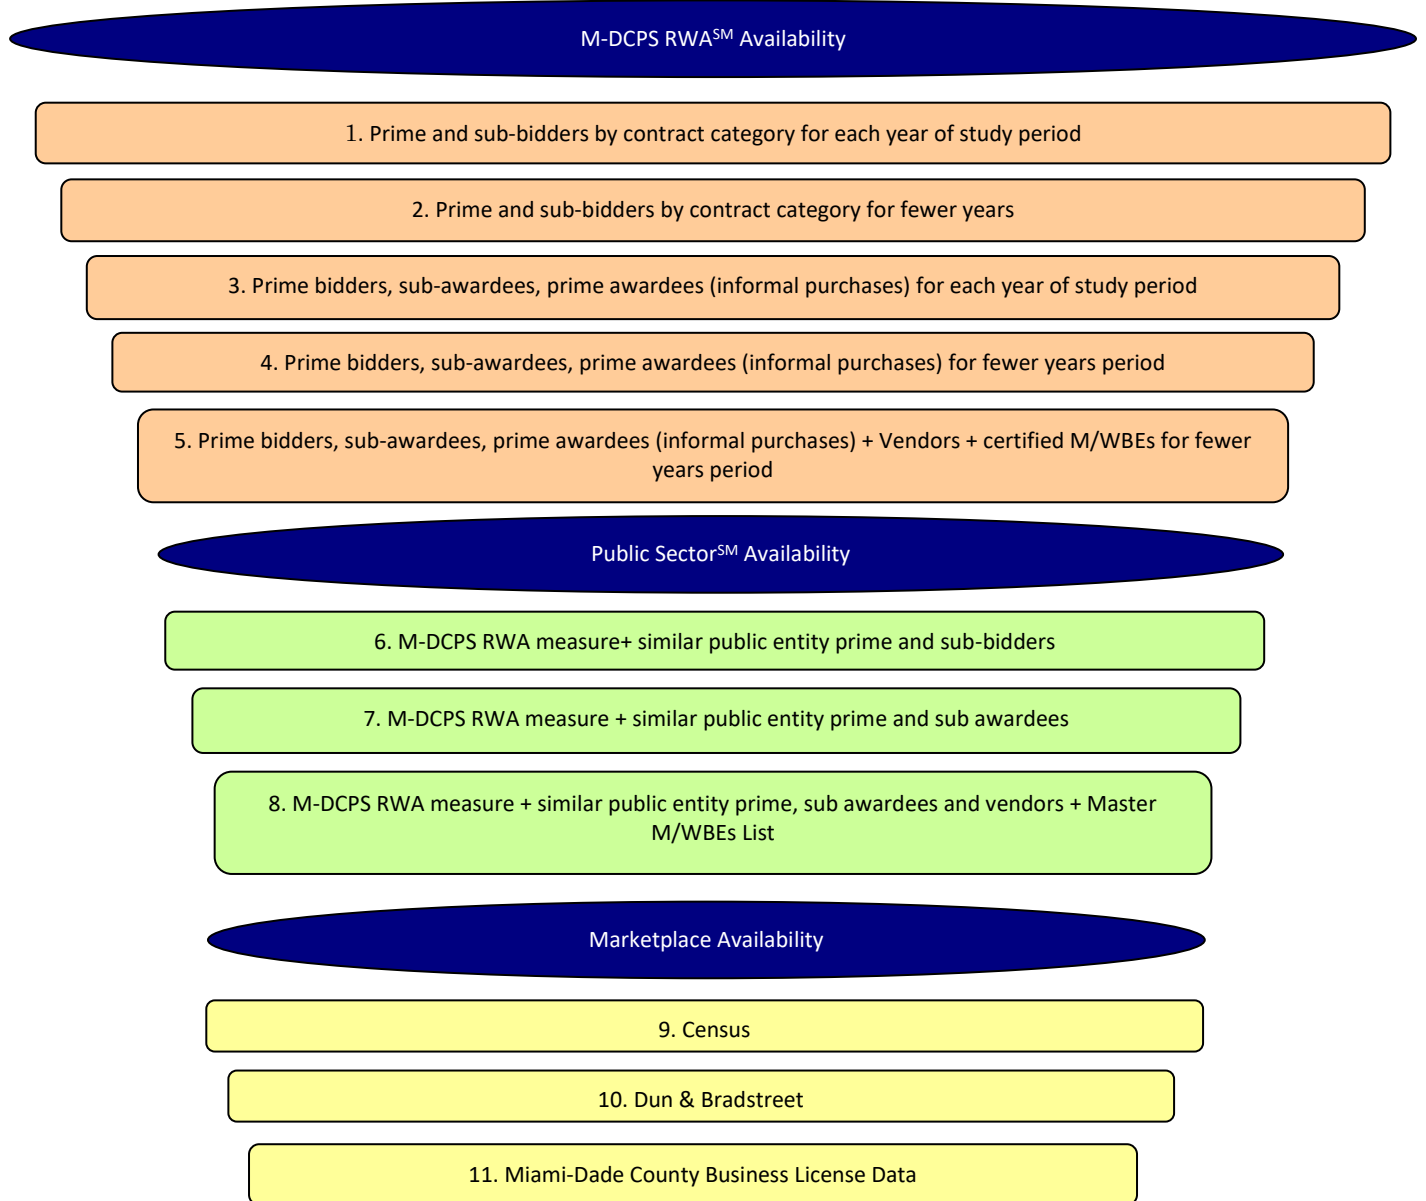 M-DCPS RWA℠ Availability
1. Prime and sub-bidders by contract category for each year of study period
2. Prime and sub-bidders by contract category for fewer years
3. Prime bidders, sub-awardees, prime awardees (informal purchases) for each year of study period
4. Prime bidders, sub-awardees, prime awardees (informal purchases) for fewer years period
5. Prime bidders, sub-awardees, prime awardees (informal purchases) + Vendors + certified M/WBEs for fewer
years period
Public Sector℠ Availability
6. M-DCPS RWA measure+ similar public entity prime and sub-bidders
7. M-DCPS RWA measure + similar public entity prime and sub awardees
8. M-DCPS RWA measure + similar public entity prime, sub awardees and vendors + Master
M/WBEs List
Marketplace Availability
9. Census
10. Dun & Bradstreet
11. Miami-Dade County Business License Data